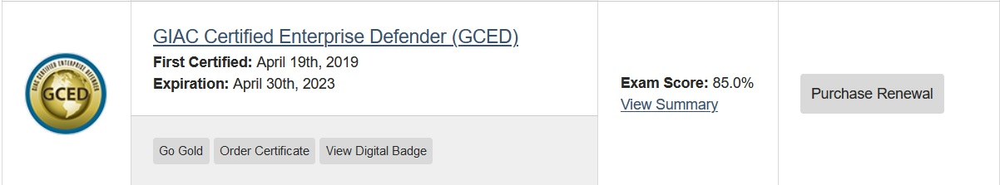 GIAC CERTIFIED ENTERPRISE DEFENDER
GCED
GIAC Certified Enterprise Defender (GCED)
First Certified: April 19th, 2019
Expiration: April 30th, 2023
Go Gold
Order Certificate
View Digital Badge
Exam Score: 85.0%
View Summary
Purchase Renewal